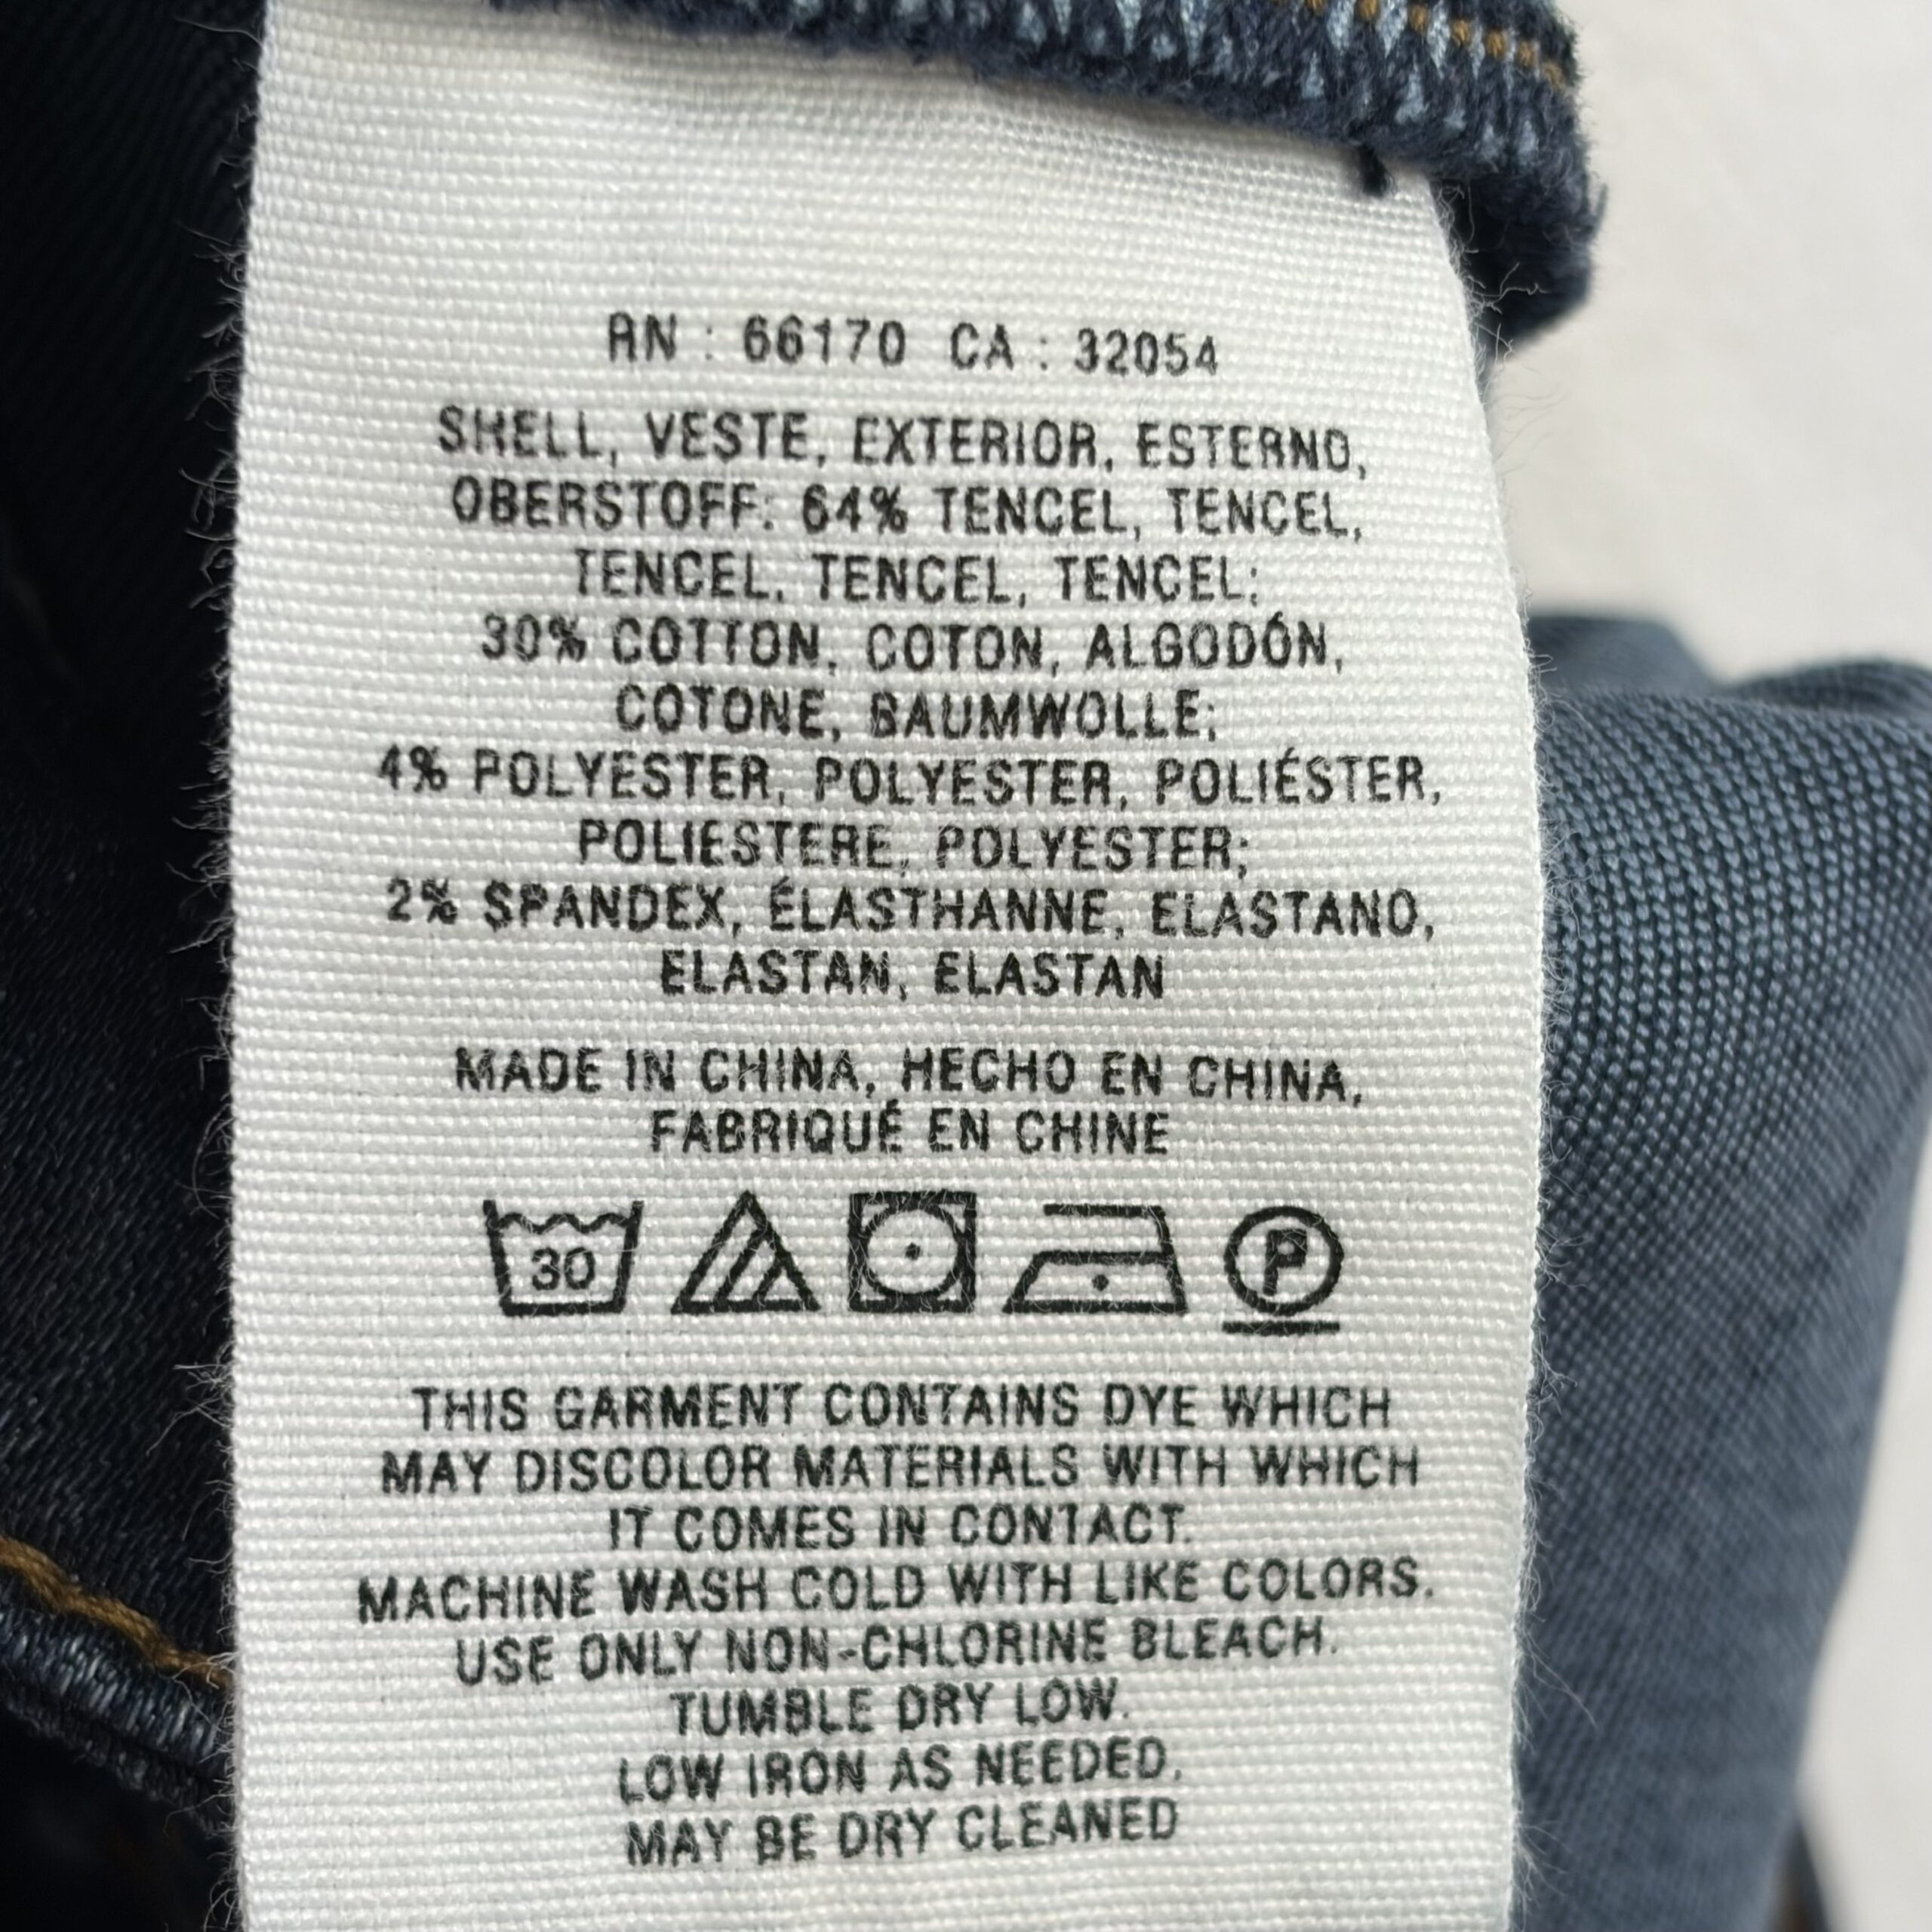 RN : 66170 CA : 32054
SHELL, VESTE, EXTERIOR, ESTERNO,
OBERSTOFF: 64% TENCEL, TENCEL,
TENCEL, TENCEL, TENCEL;
30% COTTON, COTON, ALGODÓN,
COTONE, BAUMWOLLE;
4% POLYESTER, POLYESTER, POLIÉSTER,
POLIESTERE, POLYESTER;
2% SPANDEX, ÉLASTHANNE, ELASTANO,
ELASTAN, ELASTAN
MADE IN CHINA, HECHO EN CHINA,
FABRIQUÉ EN CHINE
30 P
THIS GARMENT CONTAINS DYE WHICH
MAY DISCOLOR MATERIALS WITH WHICH
IT COMES IN CONTACT.
MACHINE WASH COLD WITH LIKE COLORS.
USE ONLY NON-CHLORINE BLEACH.
TUMBLE DRY LOW.
LOW IRON AS NEEDED.
MAY BE DRY CLEANED